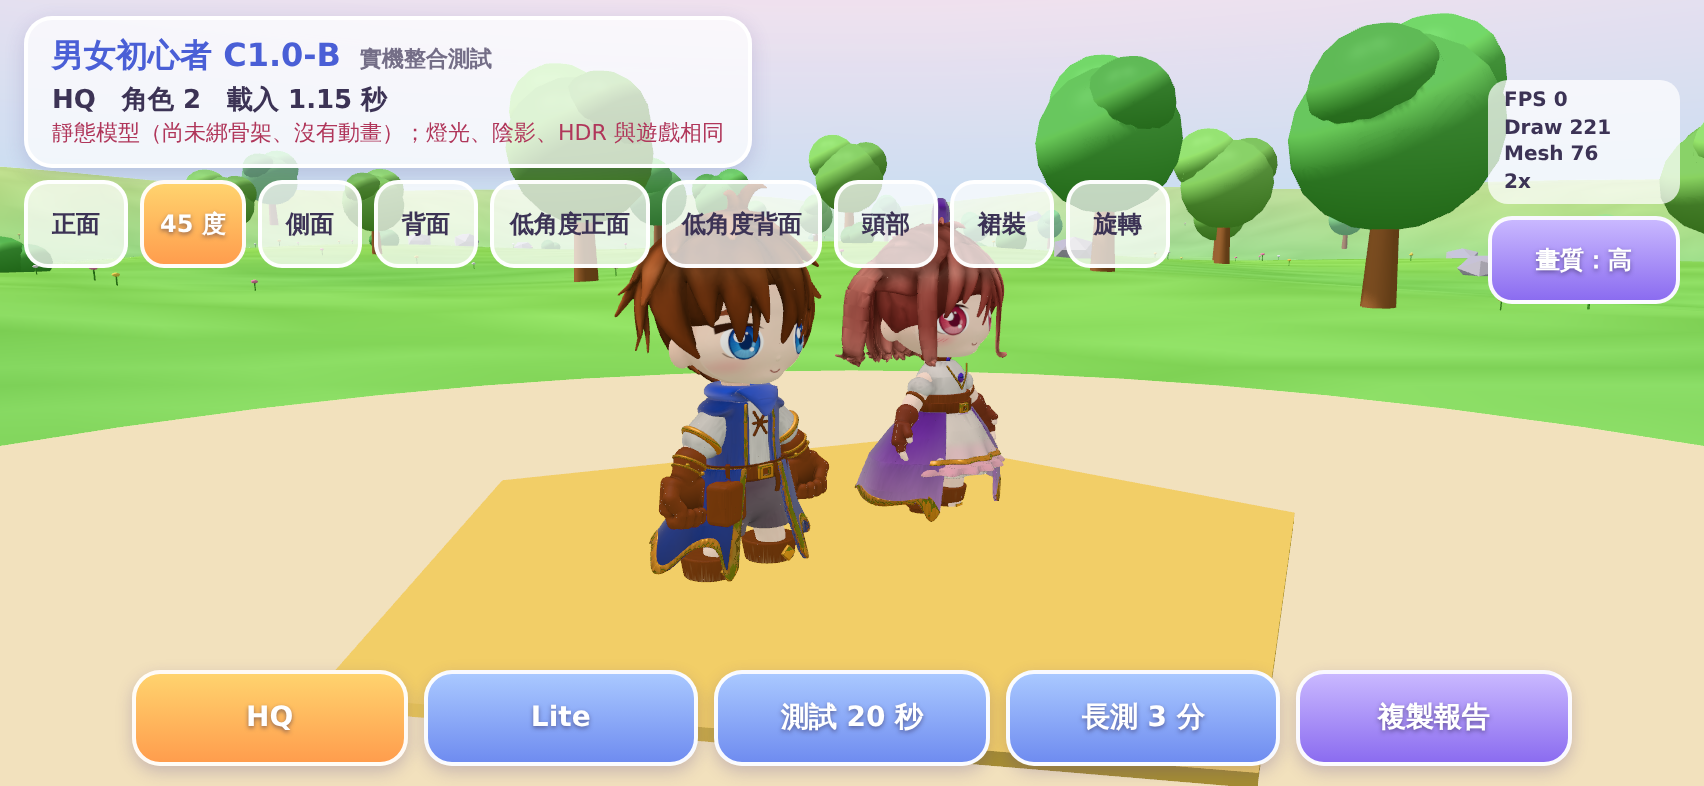 男女初心者 C1.0-B 實機整合測試
HQ 角色 2 載入 1.15 秒
靜態模型（尚未綁骨架、沒有動畫）；燈光、陰影、HDR 與遊戲相同
FPS 0
Draw 221
Mesh 76
2x
正面
45 度
側面
背面
低角度正面
低角度背面
頭部
裙裝
旋轉
畫質：高
HQ
Lite
測試 20 秒
長測 3 分
複製報告